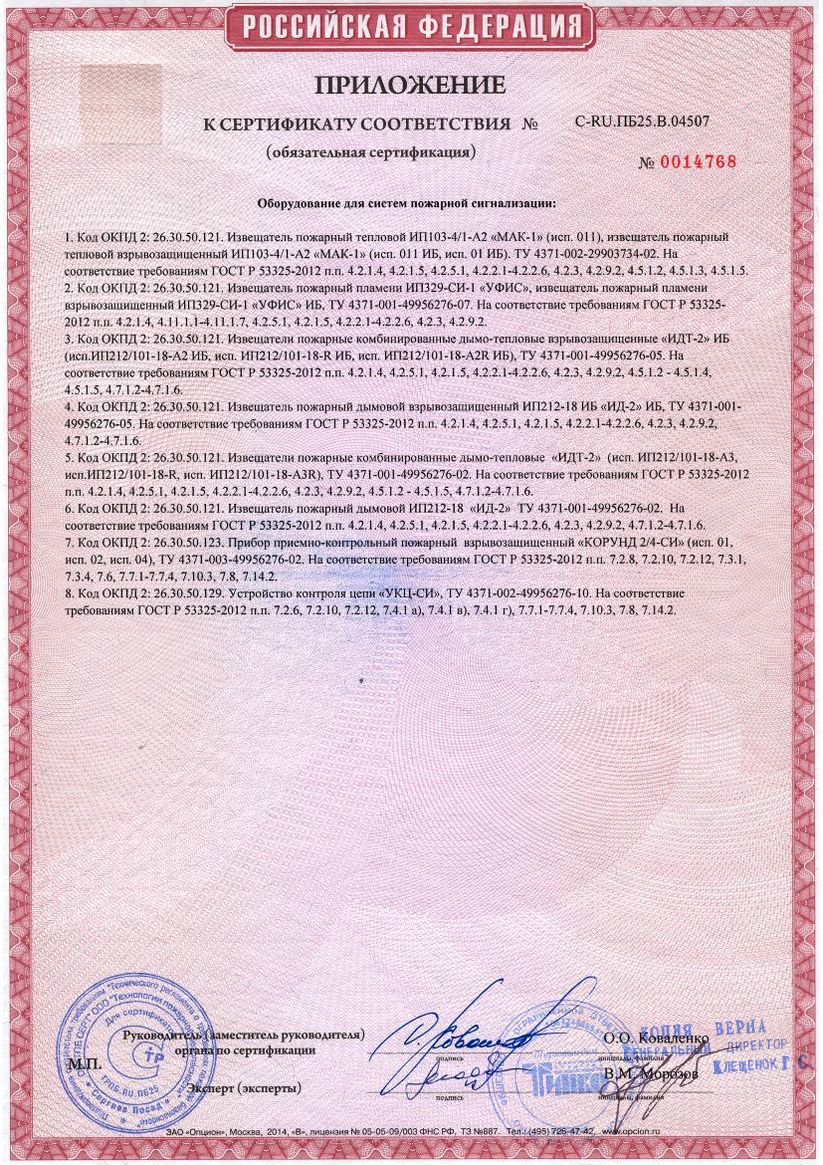 РОССИЙСКАЯ ФЕДЕРАЦИЯ
ПРИЛОЖЕНИЕ
К СЕРТИФИКАТУ СООТВЕТСТВИЯ № C-RU.ПБ25.В.04507
(обязательная сертификация)
№ 0014768
Оборудование для систем пожарной сигнализации:
1. Код ОКПД 2: 26.30.50.121. Извещатель пожарный тепловой ИП103-4/1-А2 «МАК-1» (исп. 011), извещатель пожарный
тепловой взрывозащищенный ИП103-4/1-А2 «МАК-1» (исп. 011 ИБ, исп. 01 ИБ). ТУ 4371-002-29903734-02. На
соответствие требованиям ГОСТ Р 53325-2012 п.п. 4.2.1.4, 4.2.1.5, 4.2.5.1, 4.2.2.1-4.2.2.6, 4.2.3, 4.2.9.2, 4.5.1.2, 4.5.1.3, 4.5.1.5.
2. Код ОКПД 2: 26.30.50.121. Извещатель пожарный пламени ИП329-СИ-1 «УФИС», извещатель пожарный пламени
взрывозащищенный ИП329-СИ-1 «УФИС» ИБ, ТУ 4371-001-49956276-07. На соответствие требованиям ГОСТ Р 53325-
2012 п.п. 4.2.1.4, 4.11.1.1-4.11.1.7, 4.2.5.1, 4.2.1.5, 4.2.2.1-4.2.2.6, 4.2.3, 4.2.9.2.
3. Код ОКПД 2: 26.30.50.121. Извещатели пожарные комбинированные дымо-тепловые взрывозащищенные «ИДТ-2» ИБ
(исп.ИП212/101-18-А2 ИБ, исп. ИП212/101-18-R ИБ, исп. ИП212/101-18-A2R ИБ), ТУ 4371-001-49956276-05. На
соответствие требованиям ГОСТ Р 53325-2012 п.п. 4.2.1.4, 4.2.5.1, 4.2.1.5, 4.2.2.1-4.2.2.6, 4.2.3, 4.2.9.2, 4.5.1.2 - 4.5.1.4,
4.5.1.5, 4.7.1.2-4.7.1.6.
4. Код ОКПД 2: 26.30.50.121. Извещатель пожарный дымовой взрывозащищенный ИП212-18 ИБ «ИД-2» ИБ, ТУ 4371-001-
49956276-05. На соответствие требованиям ГОСТ Р 53325-2012 п.п. 4.2.1.4, 4.2.5.1, 4.2.1.5, 4.2.2.1-4.2.2.6, 4.2.3, 4.2.9.2,
4.7.1.2-4.7.1.6.
5. Код ОКПД 2: 26.30.50.121. Извещатели пожарные комбинированные дымо-тепловые «ИДТ-2» (исп. ИП212/101-18-А3,
исп.ИП212/101-18-R, исп. ИП212/101-18-A3R), ТУ 4371-001-49956276-02. На соответствие требованиям ГОСТ Р 53325-2012
п.п. 4.2.1.4, 4.2.5.1, 4.2.1.5, 4.2.2.1-4.2.2.6, 4.2.3, 4.2.9.2, 4.5.1.2 - 4.5.1.5, 4.7.1.2-4.7.1.6.
6. Код ОКПД 2: 26.30.50.121. Извещатель пожарный дымовой ИП212-18 «ИД-2» ТУ 4371-001-49956276-02. На
соответствие требованиям ГОСТ Р 53325-2012 п.п. 4.2.1.4, 4.2.5.1, 4.2.1.5, 4.2.2.1-4.2.2.6, 4.2.3, 4.2.9.2, 4.7.1.2-4.7.1.6.
7. Код ОКПД 2: 26.30.50.123. Прибор приемно-контрольный пожарный взрывозащищенный «КОРУНД 2/4-СИ» (исп. 01,
исп. 02, исп. 04), ТУ 4371-003-49956276-02. На соответствие требованиям ГОСТ Р 53325-2012 п.п. 7.2.8, 7.2.10, 7.2.12, 7.3.1,
7.3.4, 7.6, 7.7.1-7.7.4, 7.10.3, 7.8, 7.14.2.
8. Код ОКПД 2: 26.30.50.129. Устройство контроля цепи «УКЦ-СИ», ТУ 4371-002-49956276-10. На соответствие
требованиям ГОСТ Р 53325-2012 п.п. 7.2.6, 7.2.10, 7.2.12, 7.4.1 а), 7.4.1 в), 7.4.1 г), 7.7.1-7.7.4, 7.10.3, 7.8, 7.14.2.
Для сертификатов
ТР
ТРПБ.RU.ПБ25
Сергиев Посад
Руководитель (заместитель руководителя)
органа по сертификации
подпись
О.О. Коваленко
инициалы, фамилия
М.П.
Эксперт (эксперты)
подпись
В.М. Морозов
инициалы, фамилия
КОПИЯ ВЕРНА
ГЕНЕРАЛЬНЫЙ ДИРЕКТОР
КЛЕЩЕНОК Г.С.
ЗАО «Опцион», Москва, 2014, «В», лицензия № 05-05-09/003 ФНС РФ, ТЗ №887. Тел.: (495) 726-47-42, www.opcion.ru